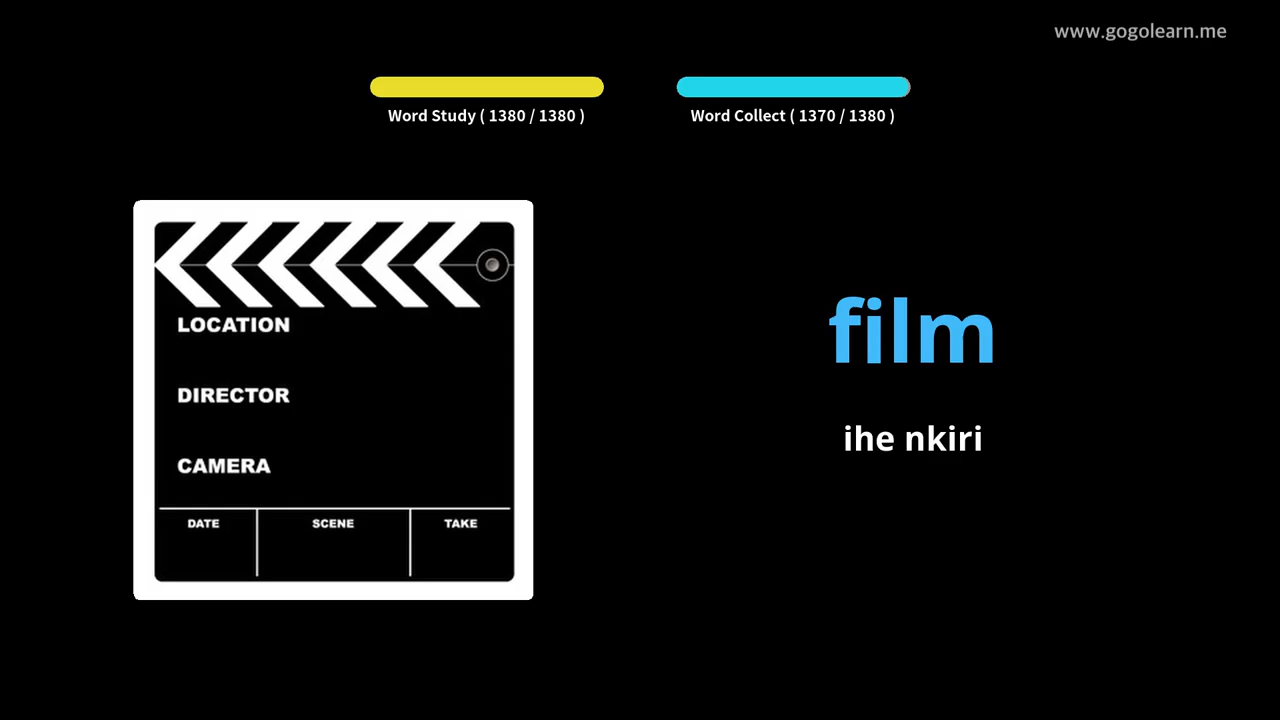 www.gogolearn.me
Word Study ( 1380 / 1380 )
Word Collect ( 1370 / 1380 )
LOCATION
DIRECTOR
CAMERA
DATE
SCENE
TAKE
film
ihe nkiri